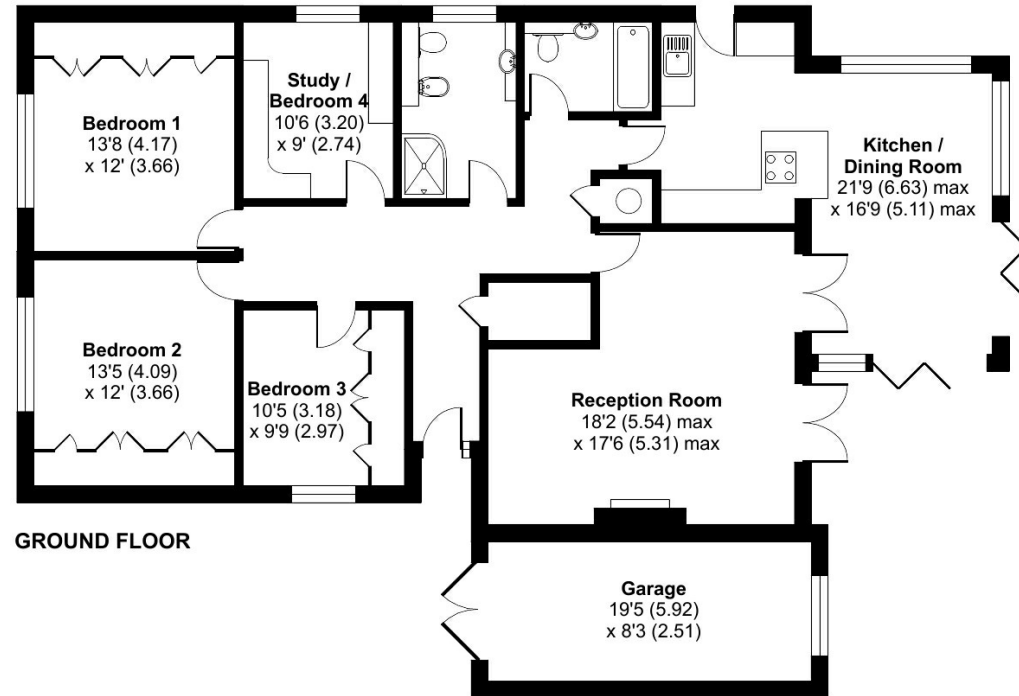 Bedroom 1
13'8 (4.17)
x 12' (3.66)
Study /
Bedroom 4
10'6 (3.20)
x 9' (2.74)
Kitchen /
Dining Room
21'9 (6.63) max
x 16'9 (5.11) max
Bedroom 2
13'5 (4.09)
x 12' (3.66)
Bedroom 3
10'5 (3.18)
x 9'9 (2.97)
Reception Room
18'2 (5.54) max
x 17'6 (5.31) max
GROUND FLOOR
Garage
19'5 (5.92)
x 8'3 (2.51)